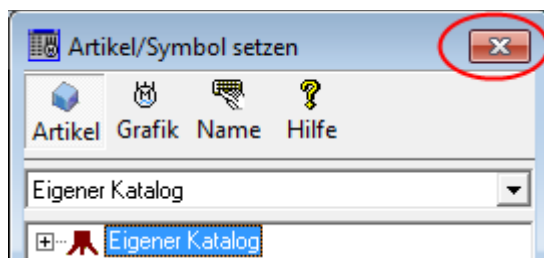 Artikel/Symbol setzen
Artikel Grafik Name Hilfe
Eigener Katalog
Eigener Katalog